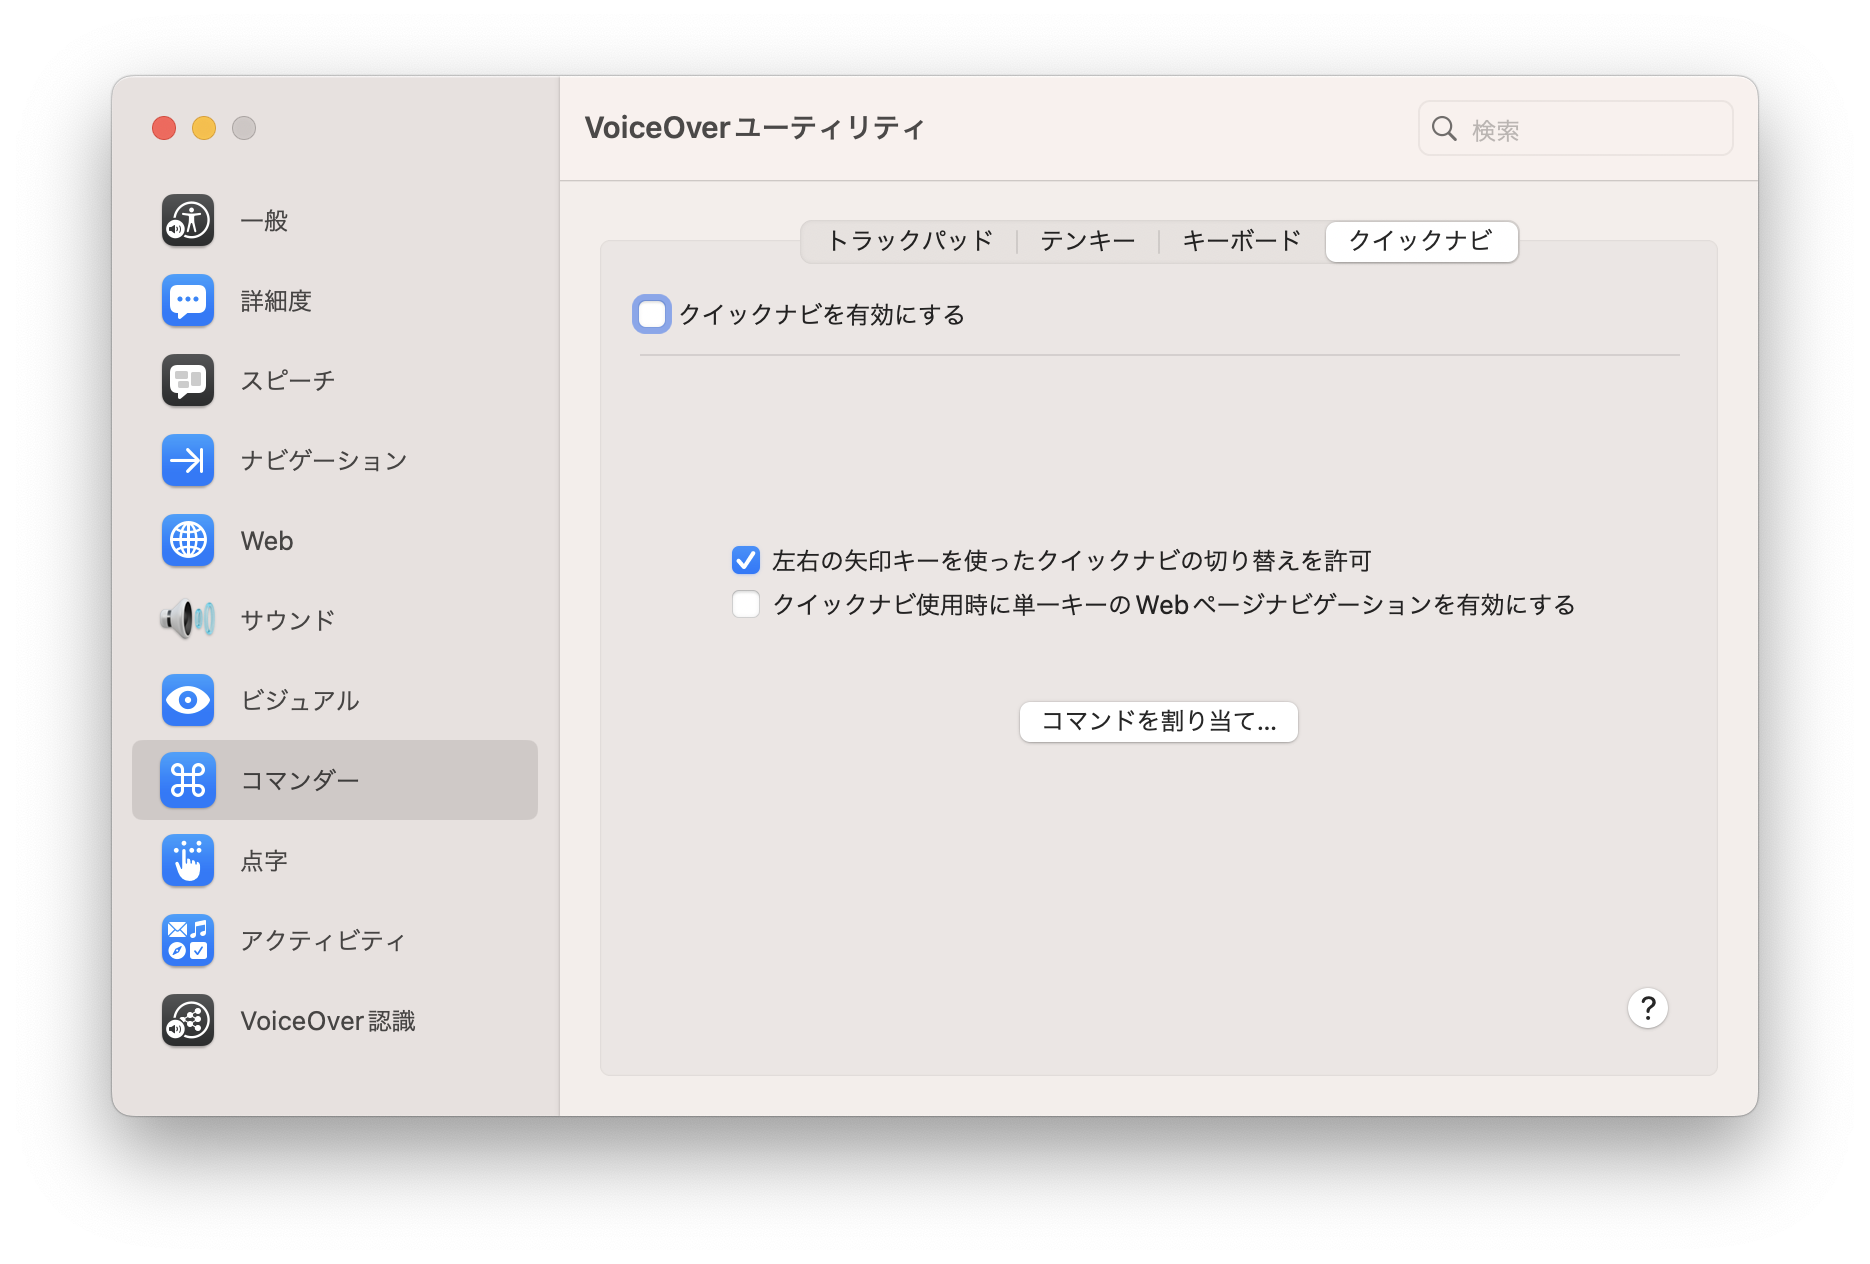 VoiceOverユーティリティ
検索
一般
詳細度
スピーチ
ナビゲーション
Web
サウンド
ビジュアル
コマンダー
点字
アクティビティ
VoiceOver認識
トラックパッド
テンキー
キーボード
クイックナビ
クイックナビを有効にする
左右の矢印キーを使ったクイックナビの切り替えを許可
クイックナビ使用時に単一キーのWebページナビゲーションを有効にする
コマンドを割り当て...
?